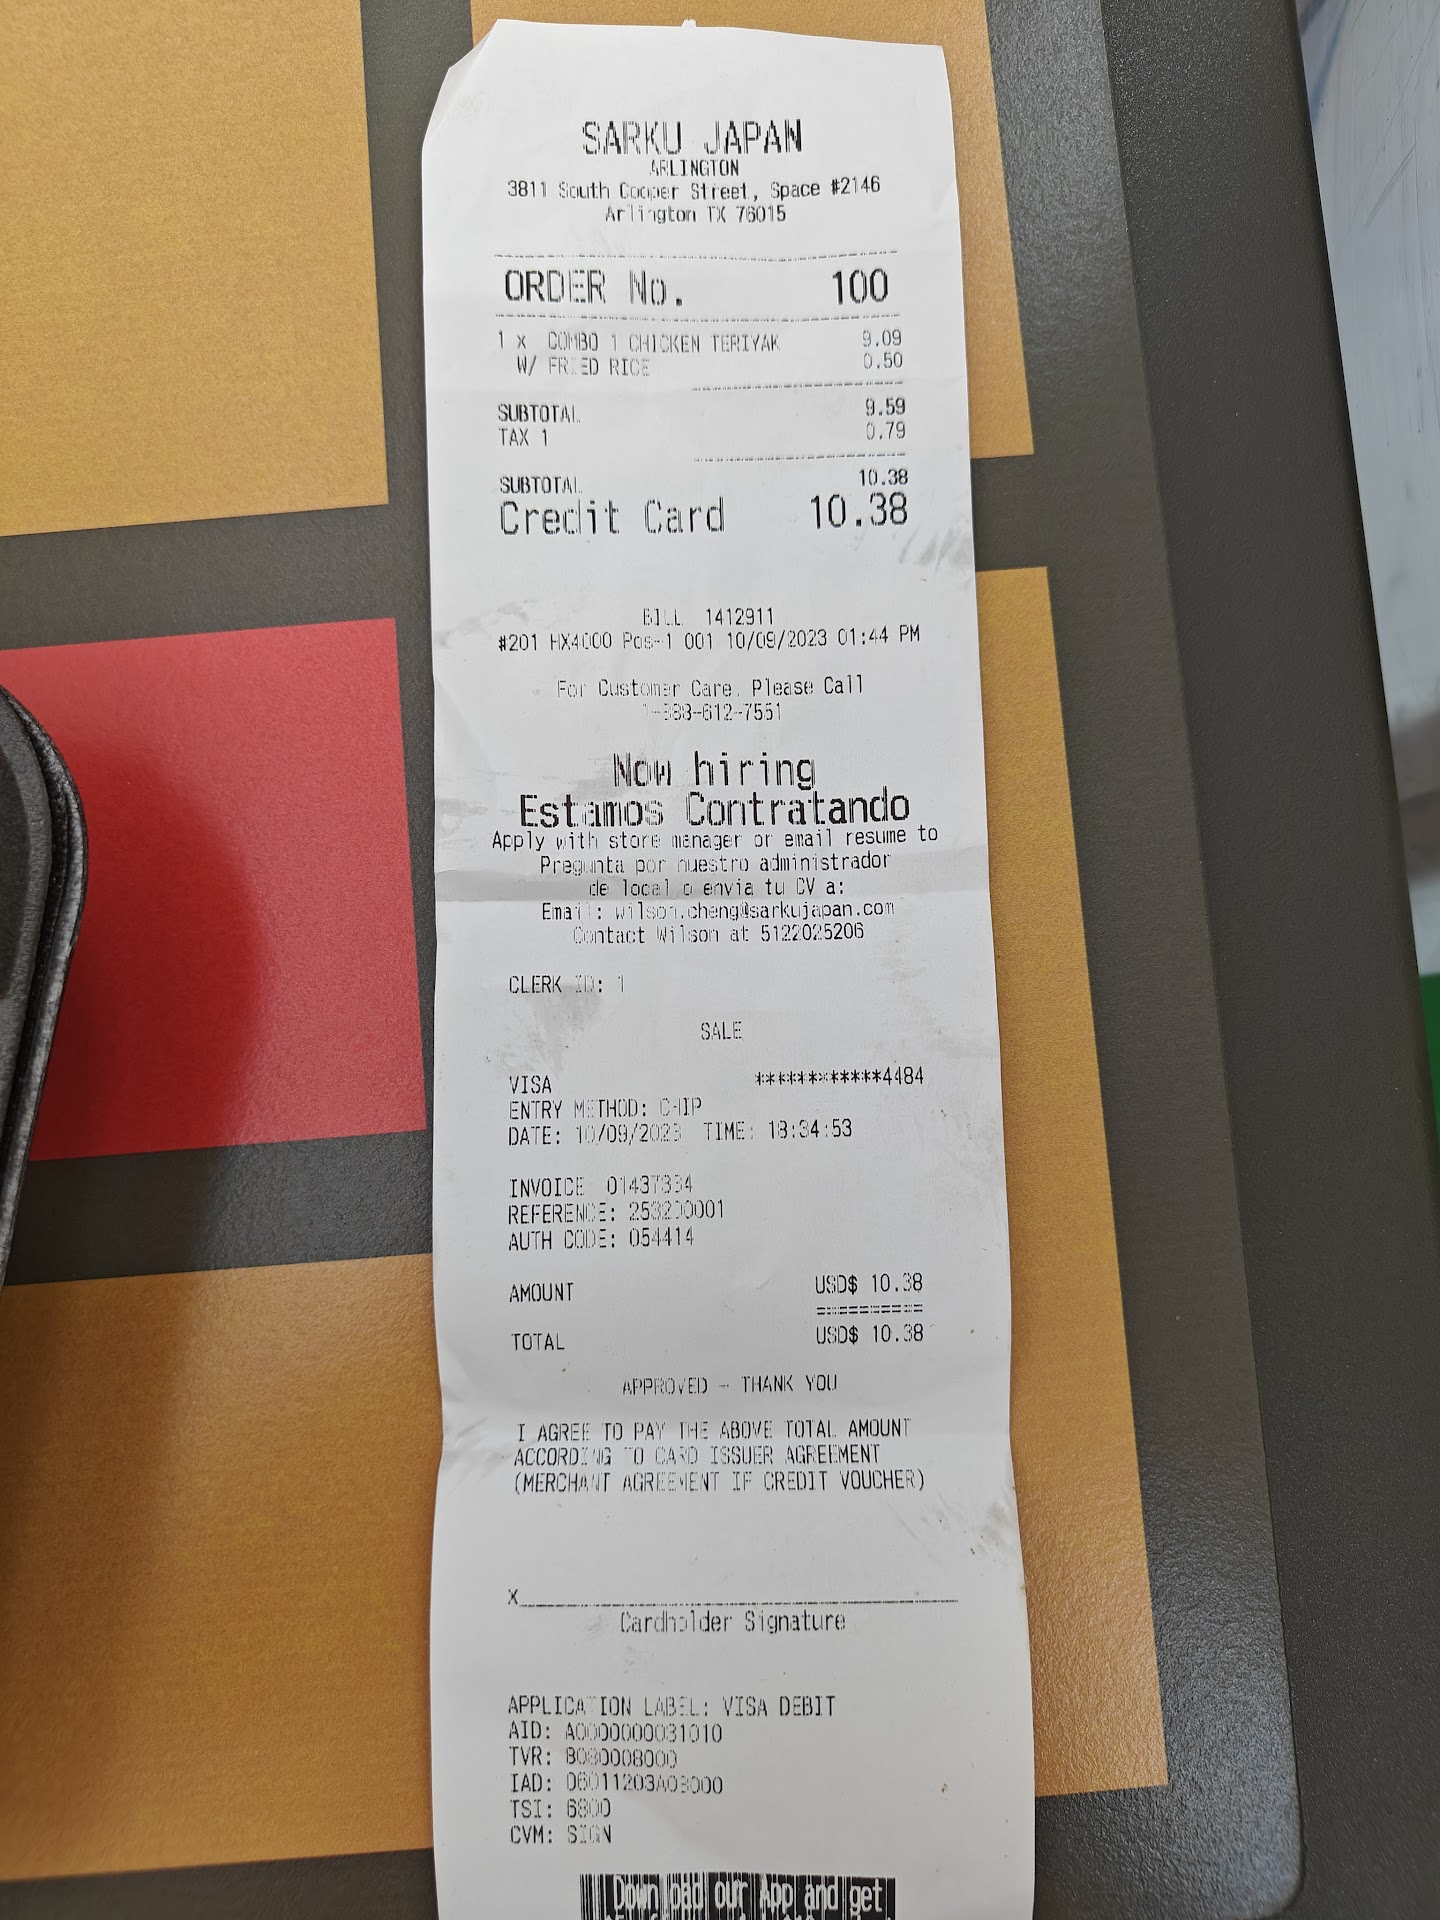 SARKU JAPAN
ARLINGTON
3811 South Cooper Street, Space #2146
Arlington TX 76015
ORDER No. 100
1 x COMBO 1 CHICKEN TERIYAK 9.09
W/ FRIED RICE 0.50
SUBTOTAL 9.59
TAX 1 0.79
SUBTOTAL 10.38
Credit Card 10.38
BILL 1412911
#201 HX4000 Pos-1 001 10/09/2023 01:44 PM
For Customer Care, Please Call
1-888-612-7551
Now hiring
Estamos Contratando
Apply with store manager or email resume to
Pregunta por nuestro administrador
de local o envia tu CV a:
Email: wilson.cheng@sarkujapan.com
Contact Wilson at 5122025206
CLERK ID: 1
SALE
VISA ************4484
ENTRY METHOD: CHIP
DATE: 10/09/2023 TIME: 18:34:53
INVOICE
REFERENCE:
AUTH CODE: 054414
AMOUNT USD$ 10.38
==========
TOTAL USD$ 10.38
APPROVED - THANK YOU
I AGREE TO PAY THE ABOVE TOTAL AMOUNT
ACCORDING TO CARD ISSUER AGREEMENT
(MERCHANT AGREEMENT IF CREDIT VOUCHER)
X
Cardholder Signature
APPLICATION LABEL: VISA DEBIT
AID: A0000000031010
TVR:
IAD:
TSI: 6800
CVM: SIGN
Download our App and get